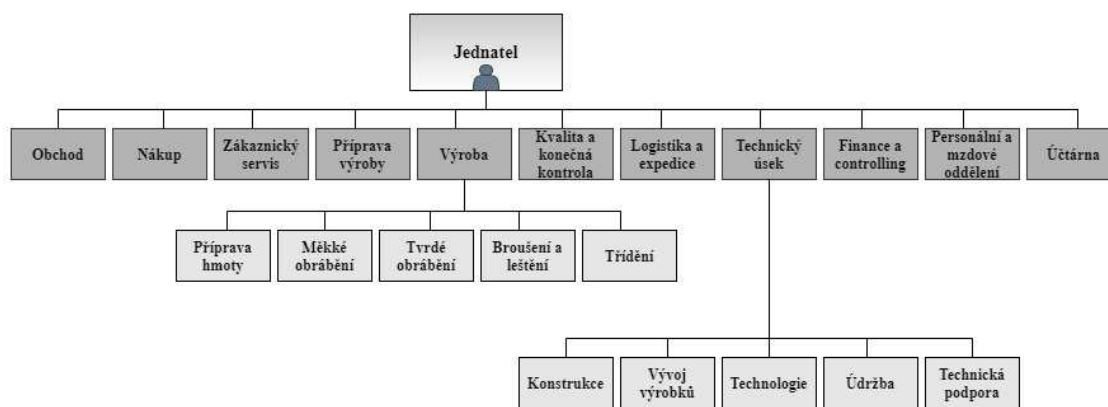 Jednatel
Obchod
Nákup
Zákaznický
servis
Příprava
výroby
Výroba
Kvalita a
konečná
kontrola
Logistika a
expedice
Technický
úsek
Finance a
controlling
Personální a
mzdové
oddělení
Účtárna
Příprava
hmoty
Měkké
obrábění
Tvrdé
obrábění
Broušení a
leštění
Třídění
Konstrukce
Vývoj
výrobků
Technologie
Údržba
Technická
podpora